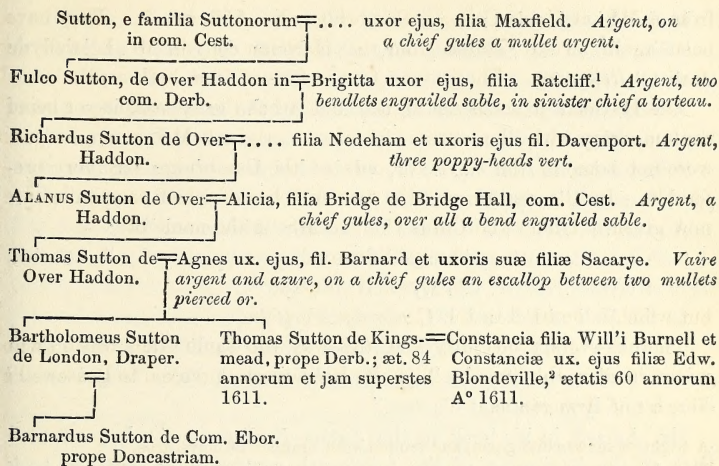 Sutton, e familia Suttonorum .... uxor ejus, filia Maxfield. Argent, on
in com. Cest. a chief gules a mullet argent.
Fulco Sutton, de Over Haddon in Brigitta uxor ejus, filia Ratcliff.¹ Argent, two
com. Derb. bendlets engrailed sable, in sinister chief a torteau.
Richardus Sutton de Over .... filia Nedeham et uxoris ejus fil. Davenport. Argent,
Haddon. three poppy-heads vert.
ALANUS Sutton de Over Alicia, filia Bridge de Bridge Hall, com. Cest. Argent, a
Haddon. chief gules, over all a bend engrailed sable.
Thomas Sutton de Agnes ux. ejus, fil. Barnard et uxoris suæ filiæ Sacarye. Vaire
Over Haddon. argent and azure, on a chief gules an escallop between two mullets
pierced or.
Bartholomeus Sutton Thomas Sutton de Kings- Constancia filia Will'i Burnell et
de London, Draper. mead, prope Derb.; æt. 84 Constanciæ ux. ejus filiæ Edw.
annorum et jam superstes Blondeville,² ætatis 60 annorum
1611. Aº 1611.
Barnardus Sutton de Com. Ebor.
prope Doncastriam.